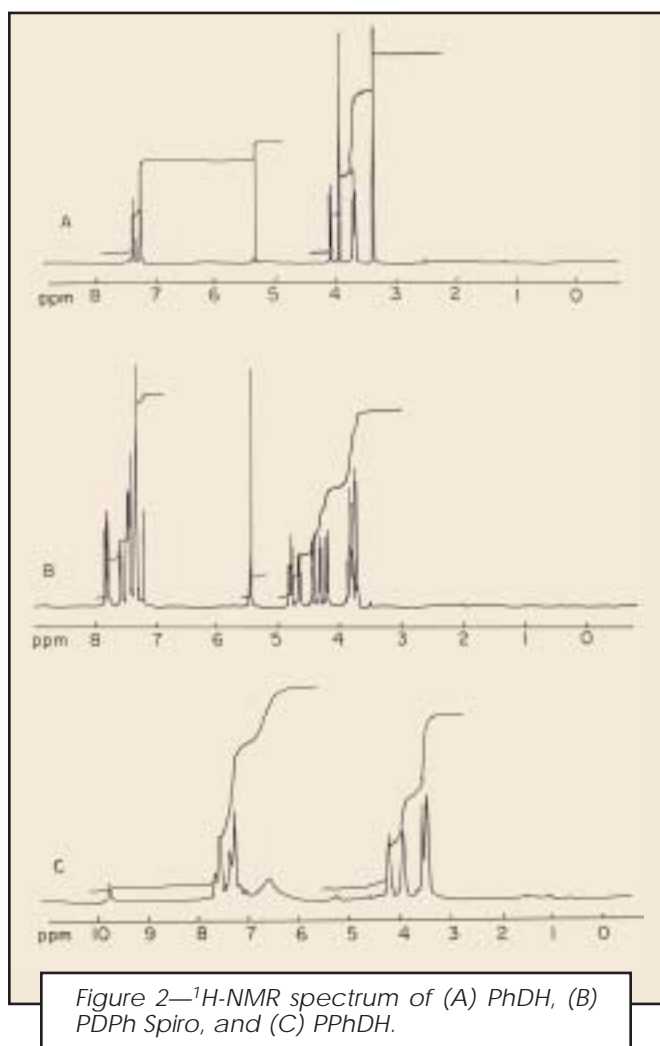 A
ppm 8 7 6 5 4 3 2 1 0
B
ppm 8 7 6 5 4 3 2 1 0
C
ppm 10 9 8 7 6 5 4 3 2 1 0
Figure 2—¹H-NMR spectrum of (A) PhDH, (B)
PDPh Spiro, and (C) PPhDH.